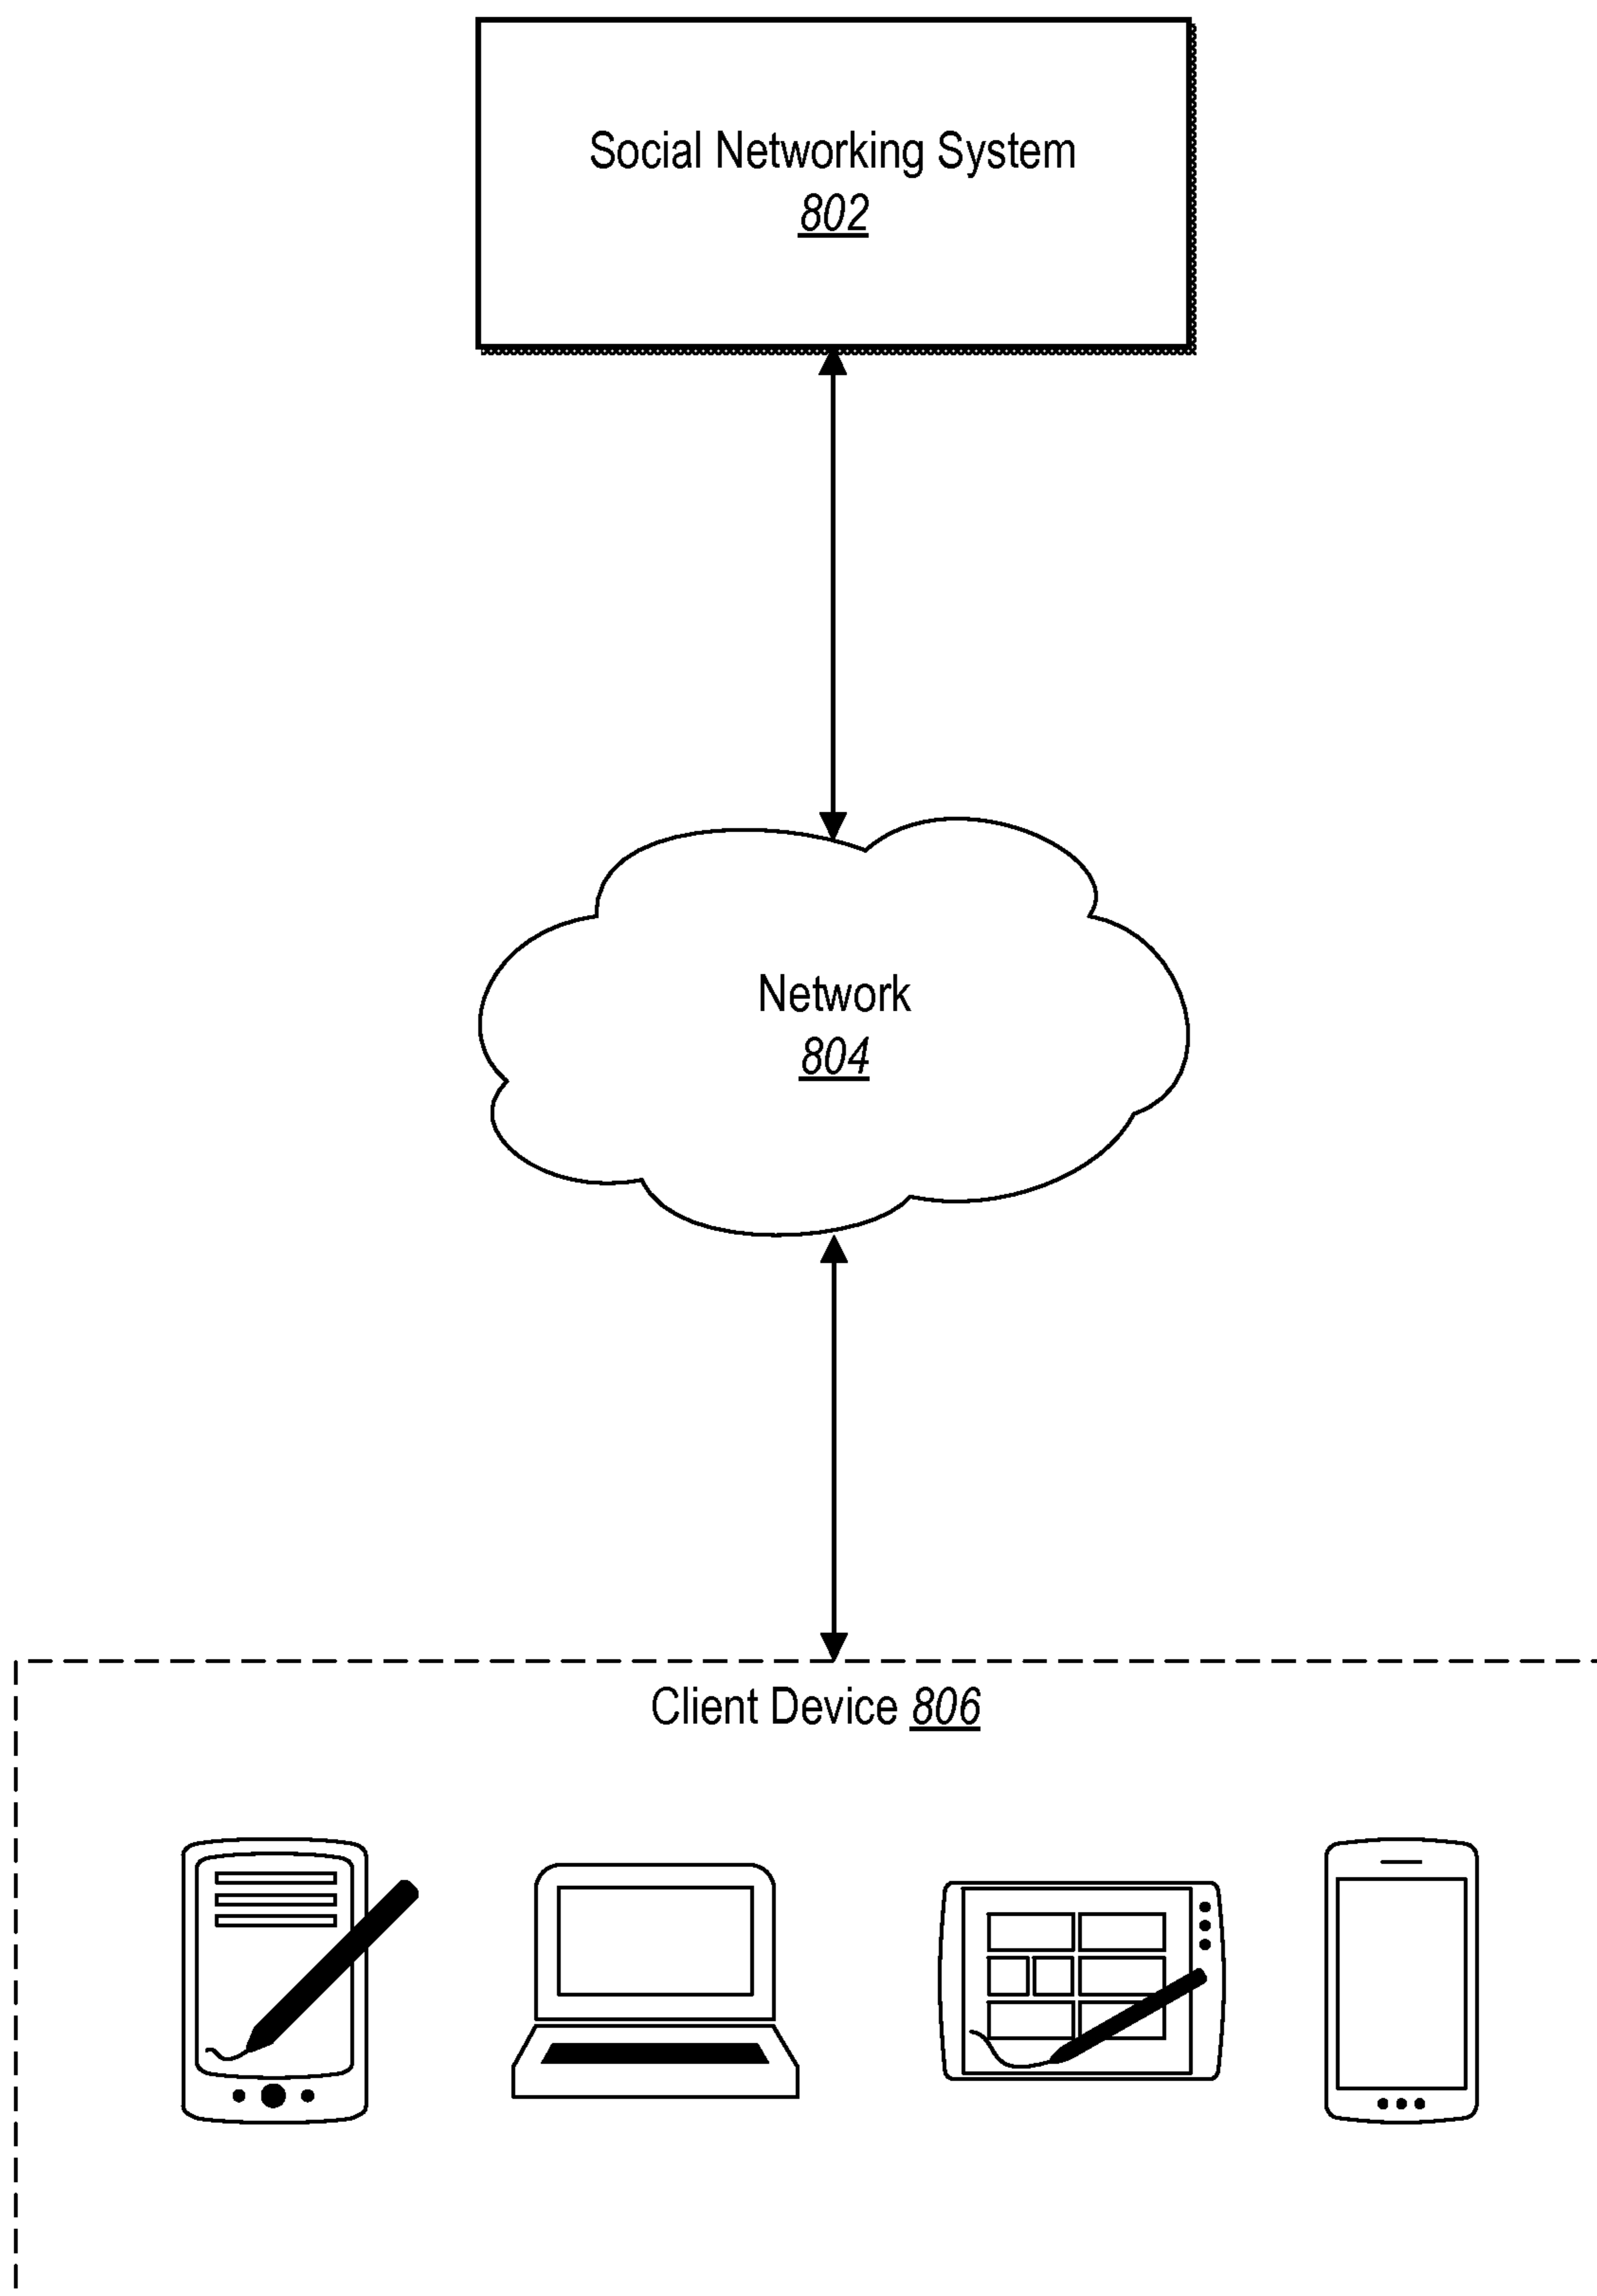 Social Networking System
802
Network
804
Client Device 806